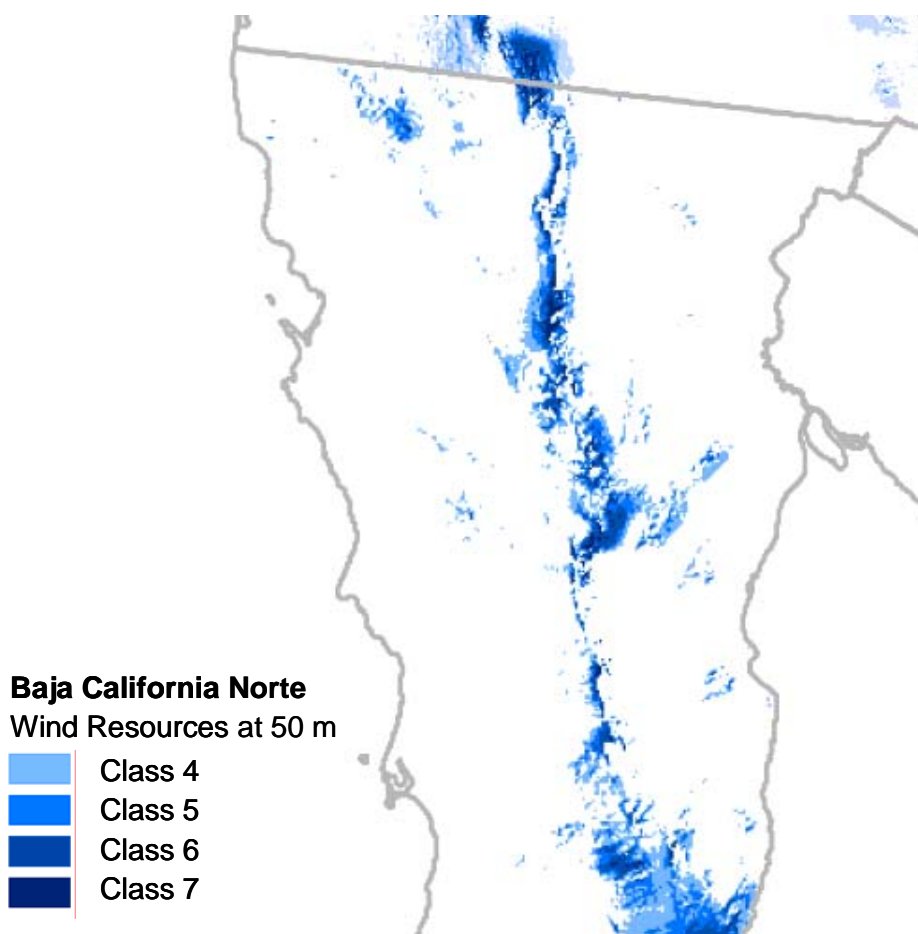 Baja California Norte
Wind Resources at 50 m
Class 4
Class 5
Class 6
Class 7